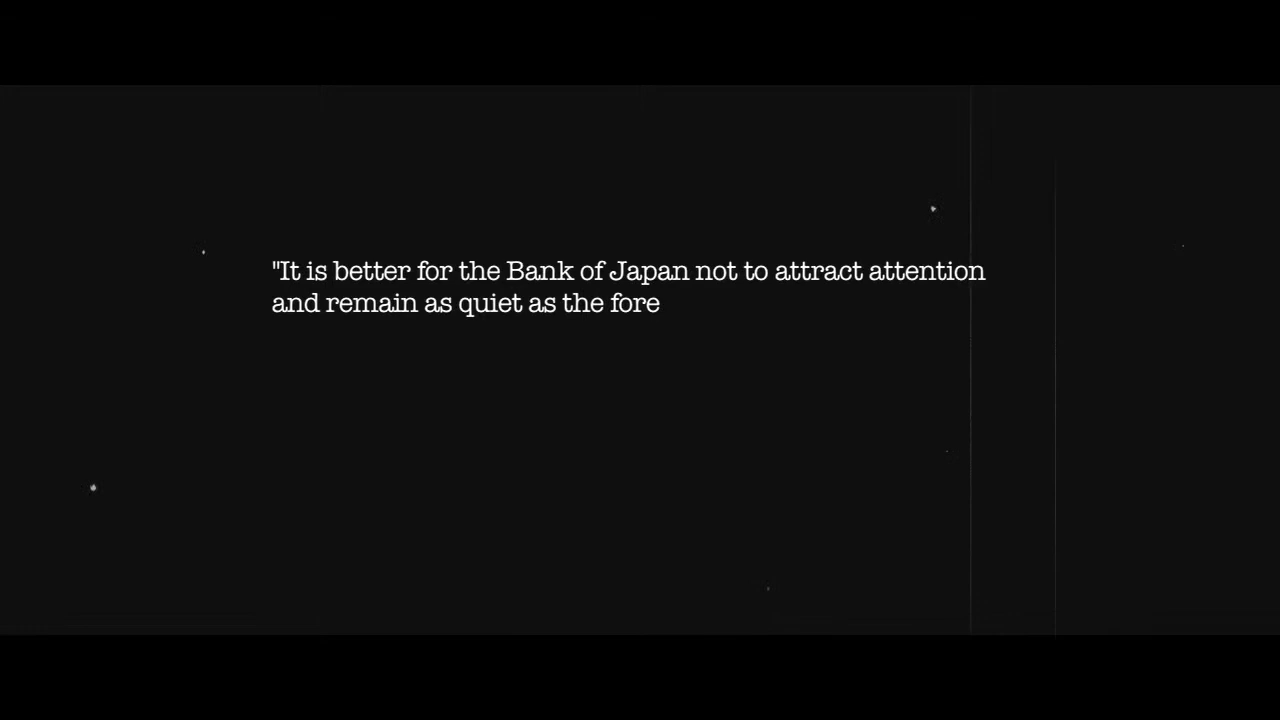 "It is better for the Bank of Japan not to attract attention
and remain as quiet as the fore